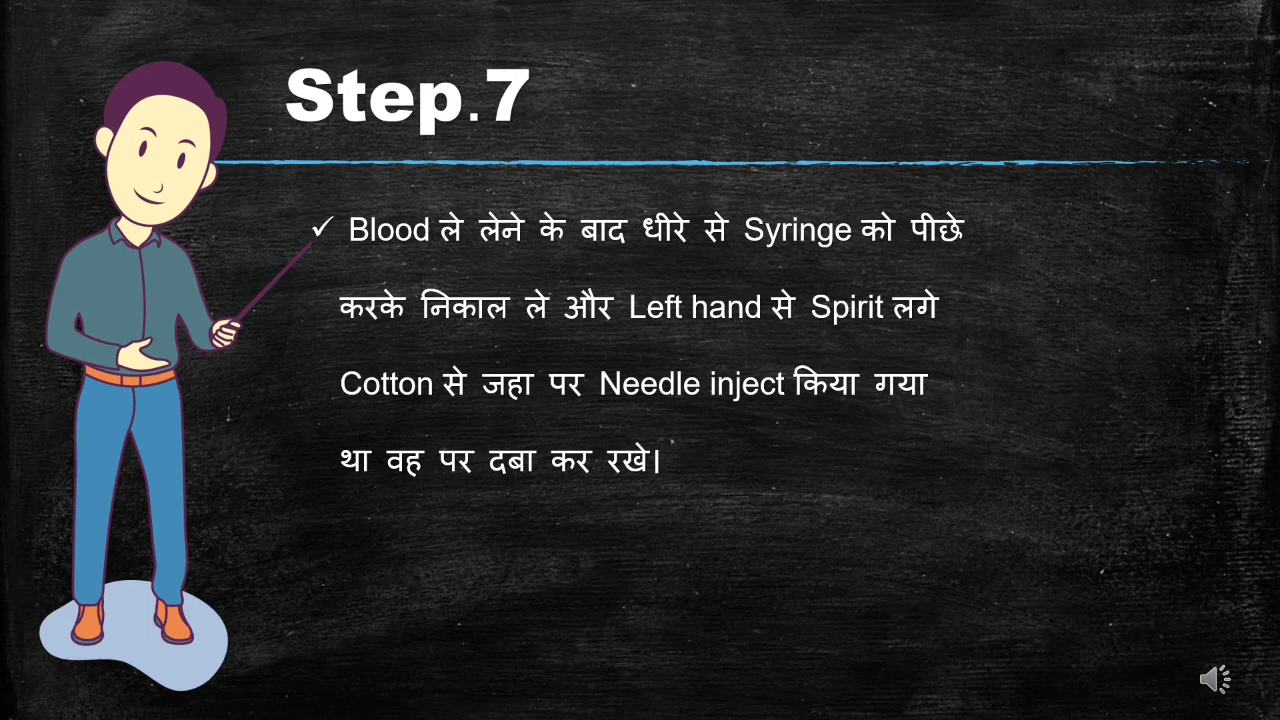 Step.7
✓ Blood ले लेने के बाद धीरे से Syringe को पीछे
करके निकाल ले और Left hand से Spirit लगे
Cotton से जहा पर Needle inject किया गया
था वह पर दबा कर रखे।